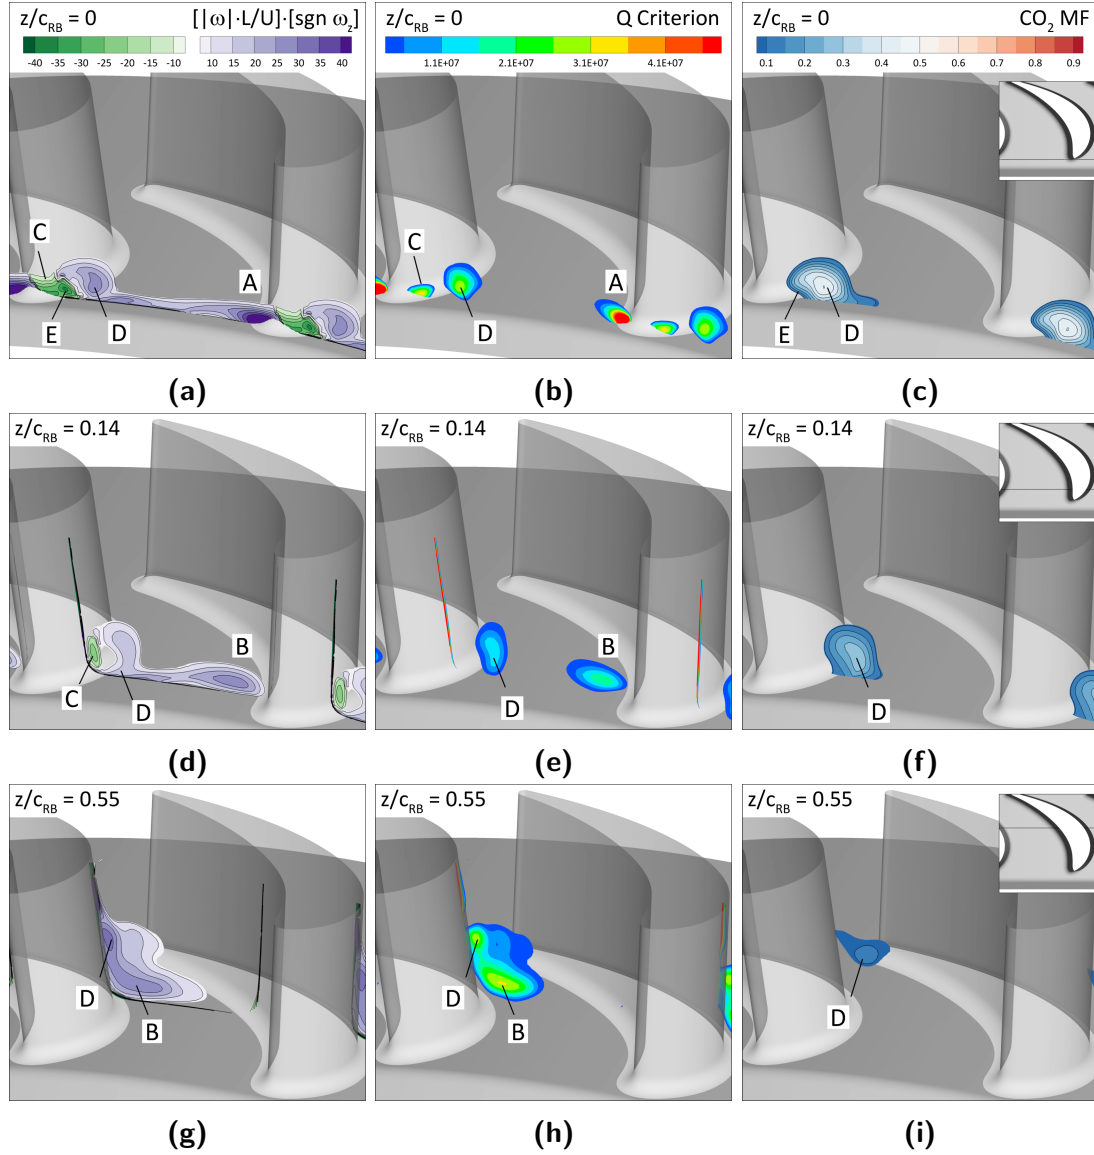 z/c_RB = 0 [|ω|·L/U]·[sgn ω_z]
-40 -35 -30 -25 -20 -15 -10 10 15 20 25 30 35 40
C
A
E
D
(a)
z/c_RB = 0 Q Criterion
1.1E+07 2.1E+07 3.1E+07 4.1E+07
C
A
D
(b)
z/c_RB = 0 CO₂ MF
0.1 0.2 0.3 0.4 0.5 0.6 0.7 0.8 0.9
E
D
(c)
z/c_RB = 0.14
B
C
D
(d)
z/c_RB = 0.14
B
D
(e)
z/c_RB = 0.14
D
(f)
z/c_RB = 0.55
D
B
(g)
z/c_RB = 0.55
D
B
(h)
z/c_RB = 0.55
D
(i)